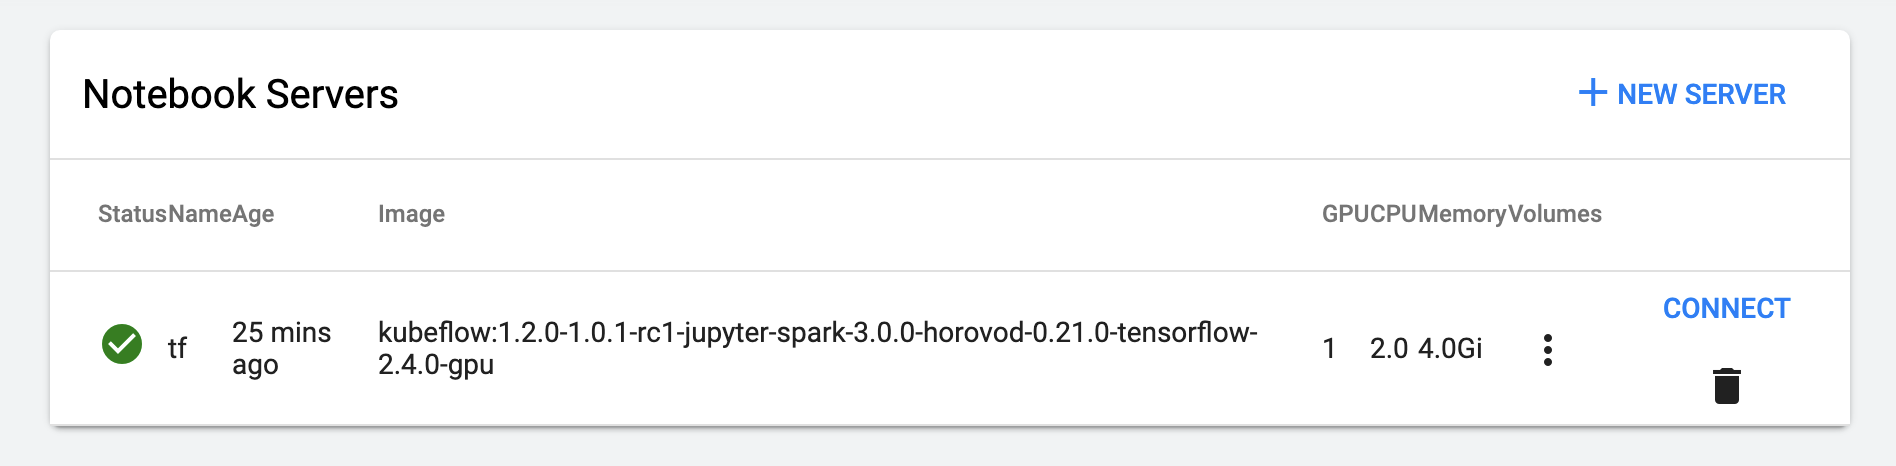 Notebook Servers
+ NEW SERVER
Status Name Age Image GPU CPU Memory Volumes
tf 25 mins ago kubeflow:1.2.0-1.0.1-rc1-jupyter-spark-3.0.0-horovod-0.21.0-tensorflow-2.4.0-gpu 1 2.0 4.0Gi
CONNECT